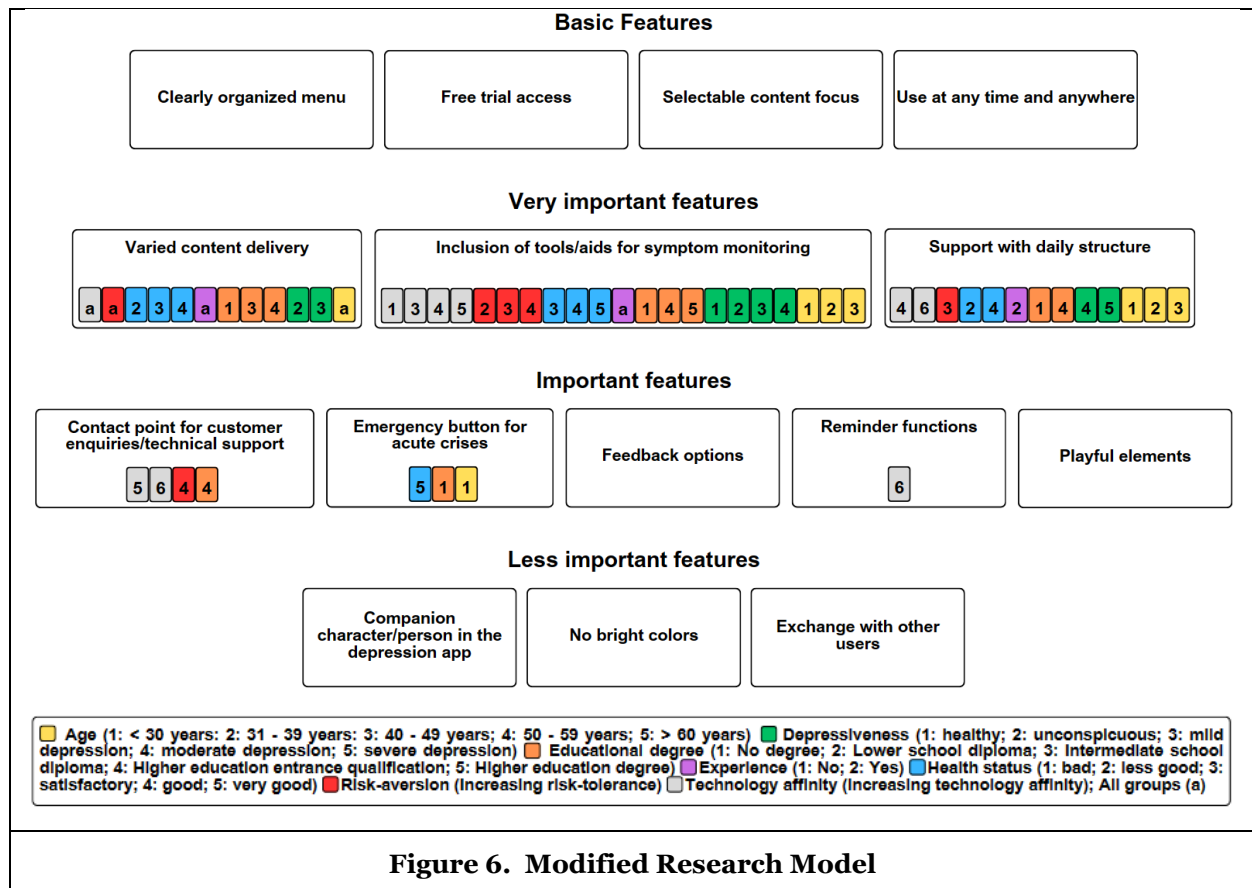 Basic Features
Clearly organized menu
Free trial access
Selectable content focus
Use at any time and anywhere
Very important features
Varied content delivery
a a 2 3 4 a 1 3 4 2 3 a
Inclusion of tools/aids for symptom monitoring
1 3 4 5 2 3 4 3 4 5 a 1 4 5 1 2 3 4 1 2 3
Support with daily structure
4 6 3 2 4 2 1 4 4 5 1 2 3
Important features
Contact point for customer
enquiries/technical support
5 6 4 4
Emergency button for
acute crises
5 1 1
Feedback options
Reminder functions
6
Playful elements
Less important features
Companion
character/person in the
depression app
No bright colors
Exchange with other
users
Age (1: < 30 years: 2: 31 - 39 years: 3: 40 - 49 years; 4: 50 - 59 years; 5: > 60 years) Depressiveness (1: healthy; 2: unconspicuous; 3: mild
depression; 4: moderate depression; 5: severe depression) Educational degree (1: No degree; 2: Lower school diploma; 3: Intermediate school
diploma; 4: Higher education entrance qualification; 5: Higher education degree) Experience (1: No; 2: Yes) Health status (1: bad; 2: less good; 3:
satisfactory; 4: good; 5: very good) Risk-aversion (increasing risk-tolerance) Technology affinity (increasing technology affinity); All groups (a)
Figure 6. Modified Research Model